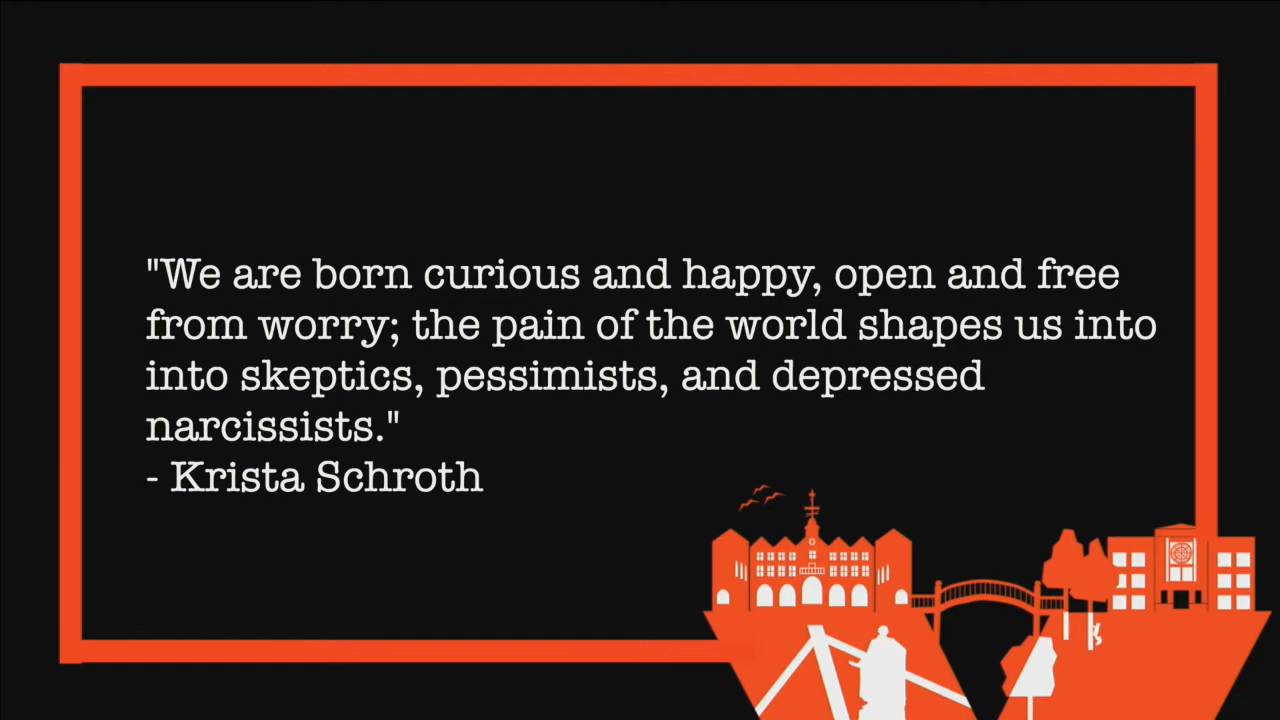 "We are born curious and happy, open and free
from worry; the pain of the world shapes us into
into skeptics, pessimists, and depressed
narcissists."
- Krista Schroth